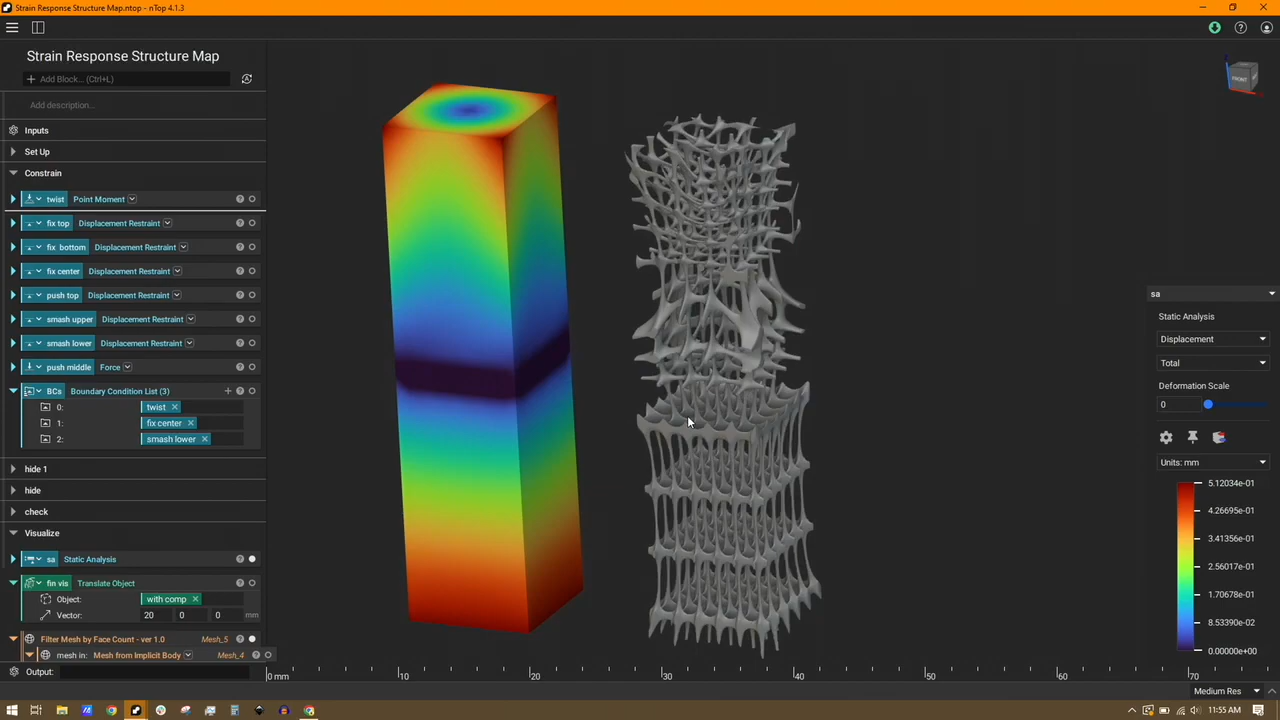 Strain Response Structure Map.ntop - nTop 4.1.3
Strain Response Structure Map
Add Block... (Ctrl+L)
Add description...
Inputs
Set Up
Constrain
twist Point Moment
fix top Displacement Restraint
fix bottom Displacement Restraint
fix center Displacement Restraint
push top Displacement Restraint
smash upper Displacement Restraint
smash lower Displacement Restraint
push middle Force
BCs Boundary Condition List (3)
0: twist
1: fix center
2: smash lower
hide 1
hide
check
Visualize
sa Static Analysis
fin vis Translate Object
Object: with comp
Vector: 20 0 0 mm
Filter Mesh by Face Count - ver 1.0 Mesh_5
mesh in: Mesh from Implicit Body Mesh_4
Output:
FRONT
sa
Static Analysis
Displacement
Total
Deformation Scale
0
Units: mm
5.12034e-01
4.26695e-01
3.41356e-01
2.56017e-01
1.70678e-01
8.53390e-02
0.00000e+00
0 mm 10 20 30 40 50 60 70
Medium Res
11:55 AM